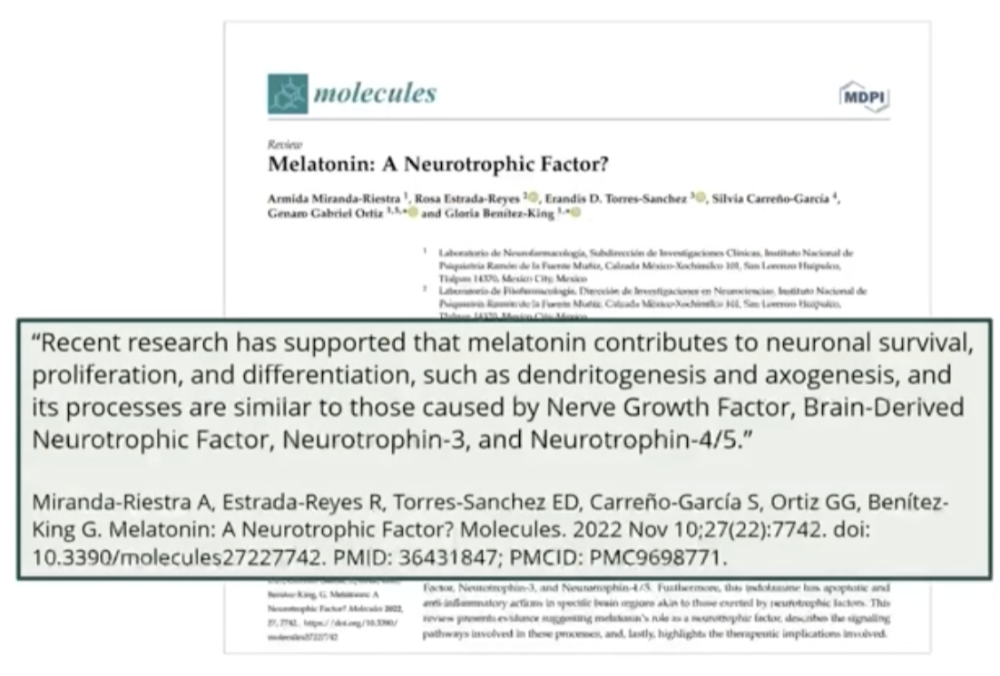 molecules
MDPI
Review
Melatonin: A Neurotrophic Factor?
Armida Miranda-Riestra 1, Rosa Estrada-Reyes 2, Erandis D. Torres-Sanchez 3, Silvia Carreño-García 4,
Genaro Gabriel Ortiz 3,5,* and Gloria Benítez-King 1,*
1 Laboratorio de Neurofarmacología, Subdirección de Investigaciones Clínicas, Instituto Nacional de
Psiquiatría Ramón de la Fuente Muñiz, Calzada México-Xochimilco 101, San Lorenzo Huipulco,
Tlalpan 14370, Mexico City, Mexico
2 Laboratorio de Fitofarmacología, Dirección de Investigaciones en Neurociencias, Instituto Nacional de
Psiquiatría Ramón de la Fuente Muñiz, Calzada México-Xochimilco 101, San Lorenzo Huipulco,
Tlalpan 14370, Mexico City, Mexico
“Recent research has supported that melatonin contributes to neuronal survival,
proliferation, and differentiation, such as dendritogenesis and axogenesis, and
its processes are similar to those caused by Nerve Growth Factor, Brain-Derived
Neurotrophic Factor, Neurotrophin-3, and Neurotrophin-4/5.”
Miranda-Riestra A, Estrada-Reyes R, Torres-Sanchez ED, Carreño-García S, Ortiz GG, Benítez-
King G. Melatonin: A Neurotrophic Factor? Molecules. 2022 Nov 10;27(22):7742. doi:
10.3390/molecules27227742. PMID: 36431847; PMCID: PMC9698771.
Benítez-King, G. Melatonin: A
Neurotrophic Factor? Molecules 2022,
27, 7742. https://doi.org/10.3390/
molecules27227742
Factor, Neurotrophin-3, and Neurotrophin-4/5. Furthermore, this indolamine has apoptotic and
anti-inflammatory actions in specific brain regions akin to those exerted by neurotrophic factors. This
review presents evidence suggesting melatonin's role as a neurotrophic factor, describes the signaling
pathways involved in these processes, and, lastly, highlights the therapeutic implications involved.